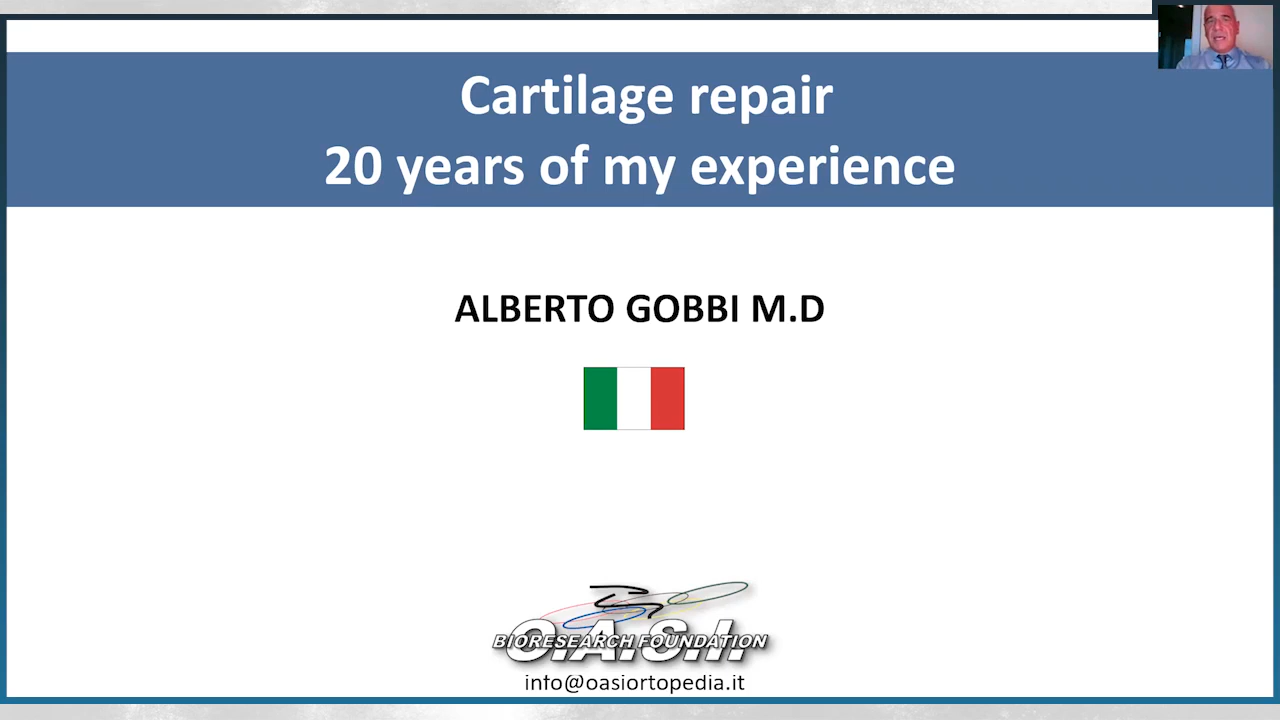 Cartilage repair
20 years of my experience
ALBERTO GOBBI M.D
O.A.S.I.
BIORESEARCH FOUNDATION
info@oasiortopedia.it